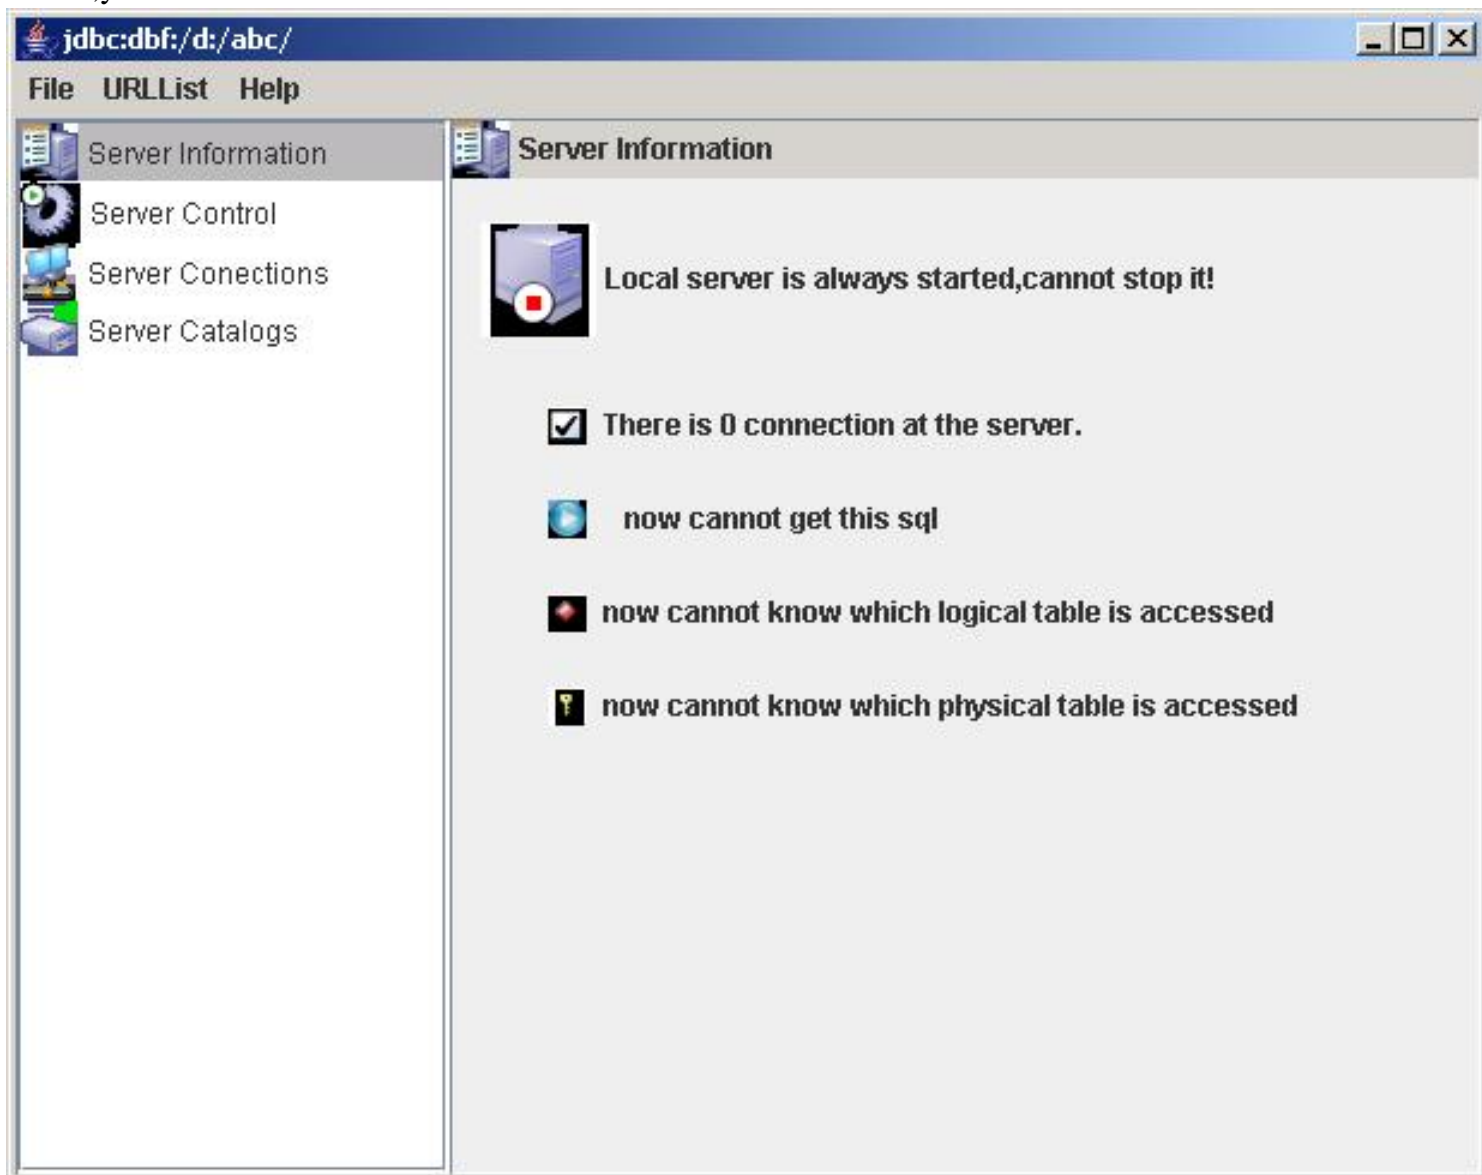 jdbc:dbf:/d:/abc/
File URLList Help
Server Information
Server Control
Server Conections
Server Catalogs
Server Information
Local server is always started,cannot stop it!
There is 0 connection at the server.
now cannot get this sql
now cannot know which logical table is accessed
now cannot know which physical table is accessed